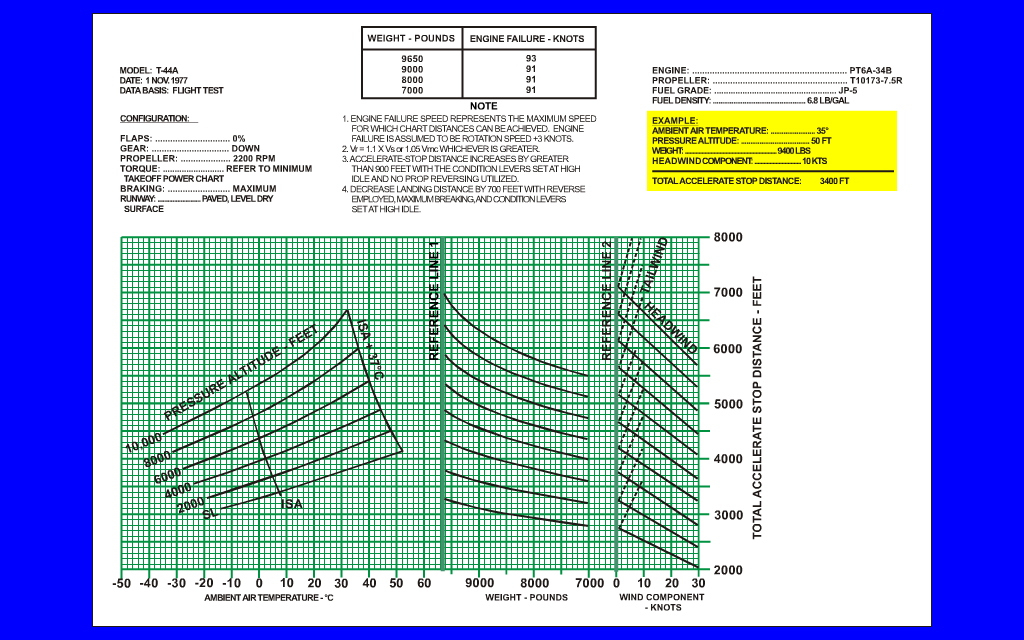 WEIGHT - POUNDS ENGINE FAILURE - KNOTS
9650 93
9000 91
8000 91
7000 91
MODEL: T-44A
DATE: 1 NOV. 1977
DATA BASIS: FLIGHT TEST
CONFIGURATION:
FLAPS: ........................... 0%
GEAR: ........................... DOWN
PROPELLER: .................. 2200 RPM
TORQUE: ................... REFER TO MINIMUM
TAKEOFF POWER CHART
BRAKING: ...................... MAXIMUM
RUNWAY: .................... PAVED, LEVEL DRY
SURFACE
NOTE
1. ENGINE FAILURE SPEED REPRESENTS THE MAXIMUM SPEED
FOR WHICH CHART DISTANCES CAN BE ACHIEVED. ENGINE
FAILURE IS ASSUMED TO BE ROTATION SPEED +3 KNOTS.
2. Vr = 1.1 X Vs or 1.05 Vmc WHICHEVER IS GREATER.
3. ACCELERATE-STOP DISTANCE INCREASES BY GREATER
THAN 900 FEET WITH THE CONDITION LEVERS SET AT HIGH
IDLE AND NO PROP REVERSING UTILIZED.
4. DECREASE LANDING DISTANCE BY 700 FEET WITH REVERSE
EMPLOYED, MAXIMUM BREAKING, AND CONDITION LEVERS
SET AT HIGH IDLE.
ENGINE: ...................................................... PT6A-34B
PROPELLER: ................................................ T10173-7.5R
FUEL GRADE: ........................................... JP-5
FUEL DENSITY: ........................................ 6.8 LB/GAL
EXAMPLE:
AMBIENT AIR TEMPERATURE: ................... 35°
PRESSURE ALTITUDE: ............................. 50 FT
WEIGHT: .................................................. 9400 LBS
HEADWIND COMPONENT: .................... 10 KTS
TOTAL ACCELERATE STOP DISTANCE: 3400 FT
REFERENCE LINE 1
REFERENCE LINE 2
TAILWIND
HEADWIND
PRESSURE ALTITUDE - FEET
ISA + 37°C
10,000
8000
6000
4000
2000
SL
ISA
8000
7000
6000
5000
4000
3000
2000
TOTAL ACCELERATE STOP DISTANCE - FEET
-50 -40 -30 -20 -10 0 10 20 30 40 50 60 9000 8000 7000 0 10 20 30
AMBIENT AIR TEMPERATURE - °C WEIGHT - POUNDS WIND COMPONENT
- KNOTS